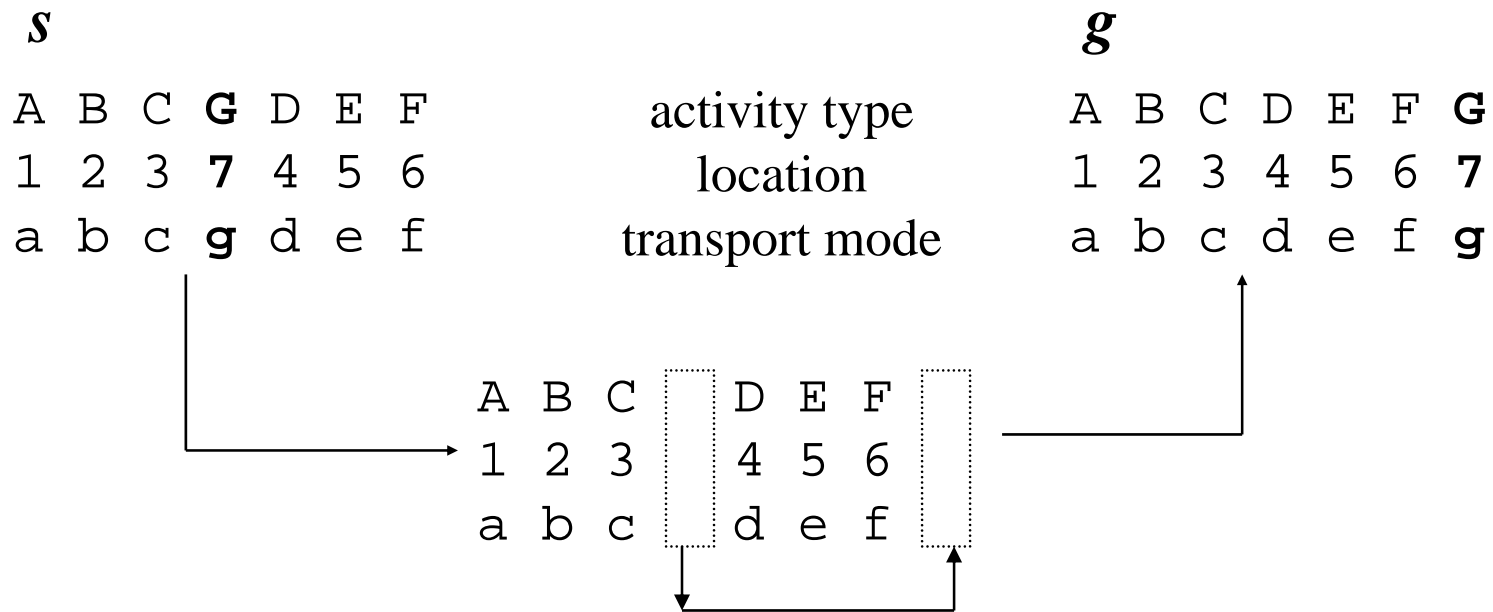 s g
A B C G D E F activity type A B C D E F G
1 2 3 7 4 5 6 location 1 2 3 4 5 6 7
a b c g d e f transport mode a b c d e f g
A B C D E F
1 2 3 4 5 6
a b c d e f